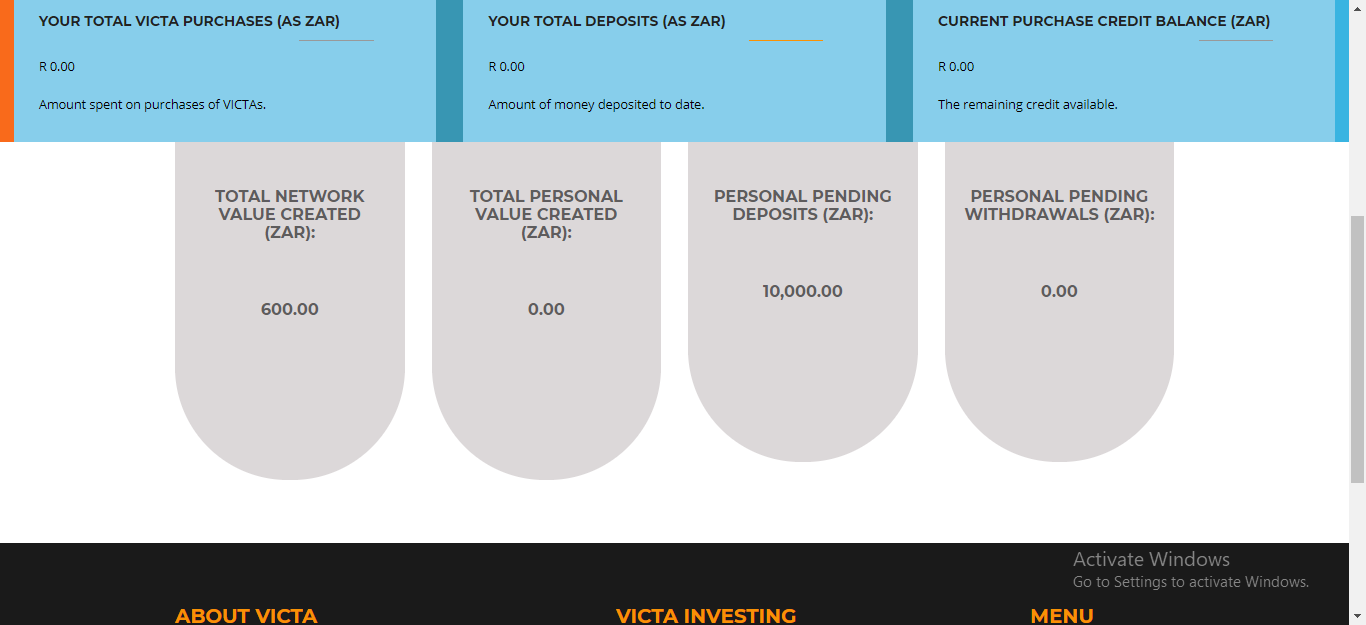 YOUR TOTAL VICTA PURCHASES (AS ZAR)
R 0.00
Amount spent on purchases of VICTAs.
YOUR TOTAL DEPOSITS (AS ZAR)
R 0.00
Amount of money deposited to date.
CURRENT PURCHASE CREDIT BALANCE (ZAR)
R 0.00
The remaining credit available.
TOTAL NETWORK
VALUE CREATED
(ZAR):
600.00
TOTAL PERSONAL
VALUE CREATED
(ZAR):
0.00
PERSONAL PENDING
DEPOSITS (ZAR):
10,000.00
PERSONAL PENDING
WITHDRAWALS (ZAR):
0.00
Activate Windows
Go to Settings to activate Windows.
ABOUT VICTA
VICTA INVESTING
MENU